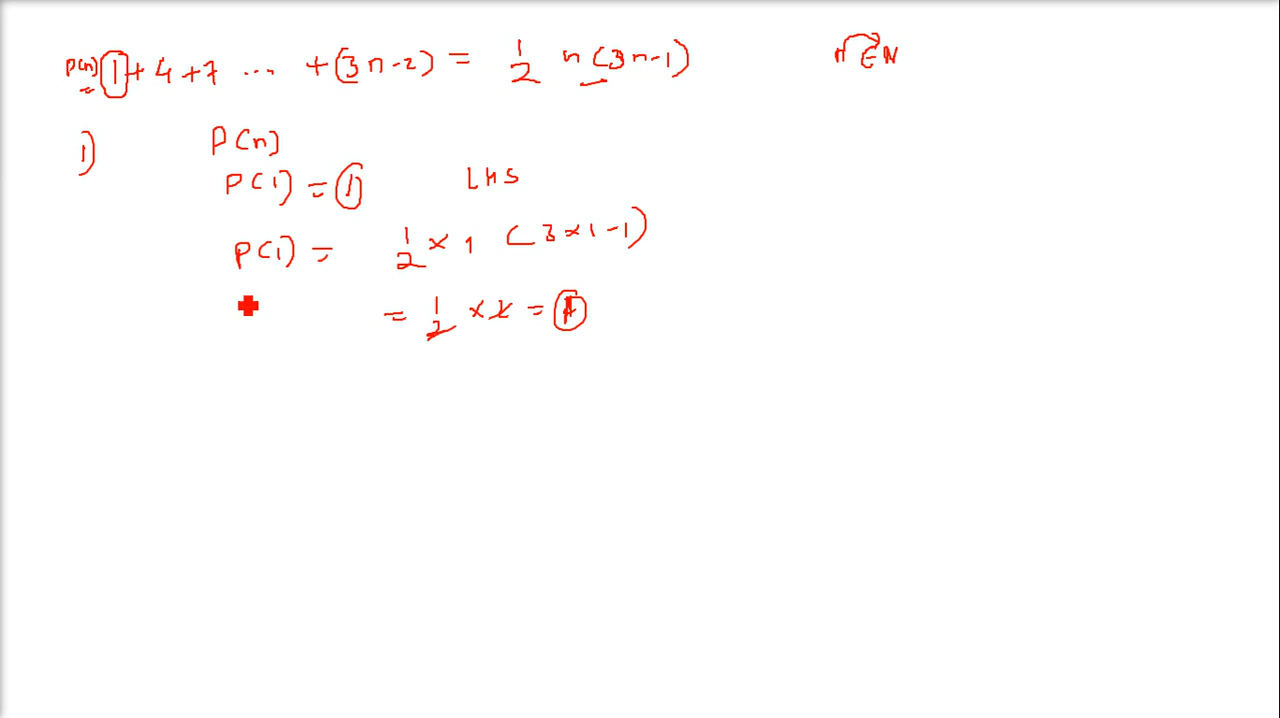 P(n) 1 + 4 + 7 ... + (3n-2) = 1/2 n(3n-1) n ∈ N
1) P(n)
P(1) = 1 LHS
P(1) = 1/2 × 1 (3×1-1)
= 1/2 × 2 = 1